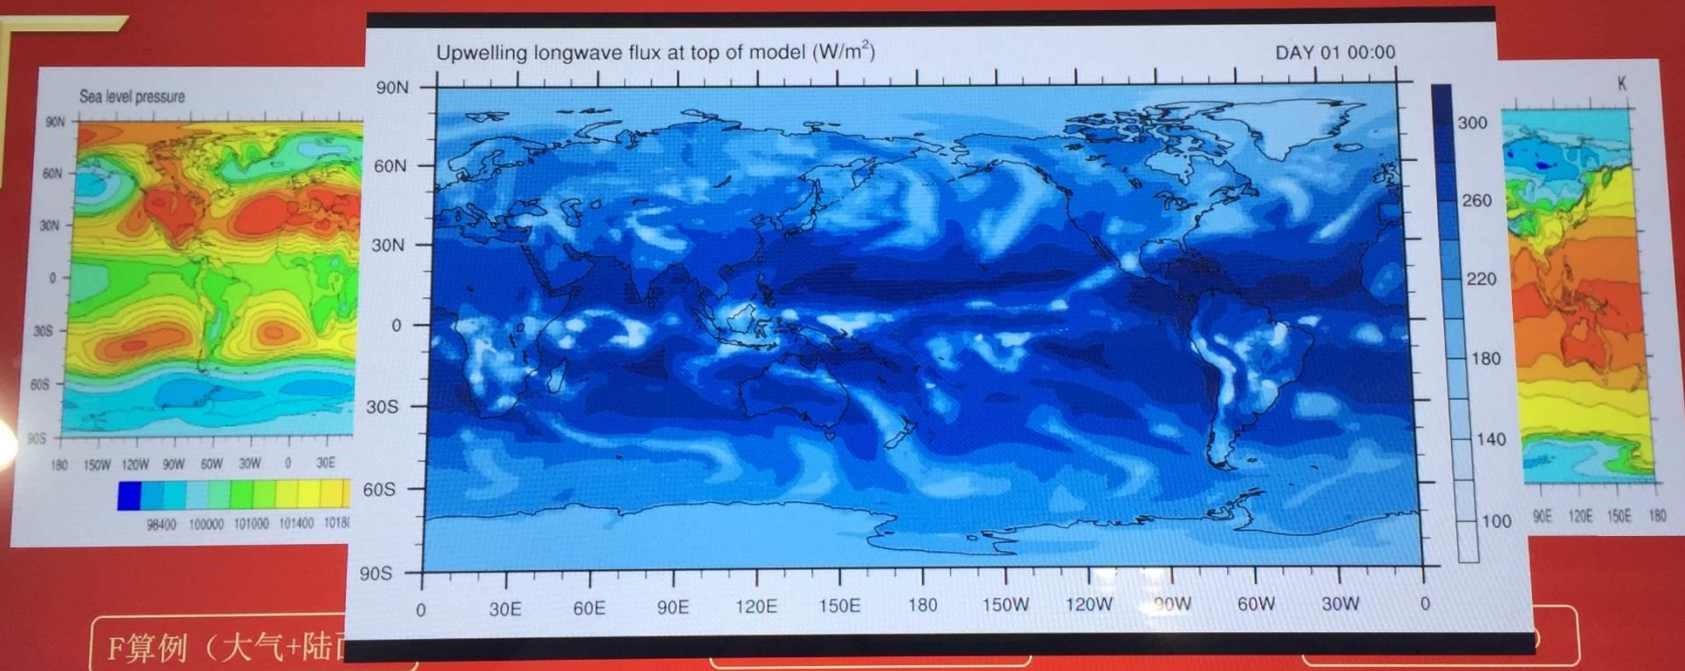 Upwelling longwave flux at top of model (W/m²)
DAY 01 00:00
90N
60N
30N
0
30S
60S
90S
0 30E 60E 90E 120E 150E 180 150W 120W 90W 60W 30W 0
300
260
220
180
140
100
Sea level pressure
90N
60N
30N
0
30S
60S
90S
180 150W 120W 90W 60W 30W 0 30E
98400 100000 101000 101400
K
90E 120E 150E 180
F算例（大气+陆